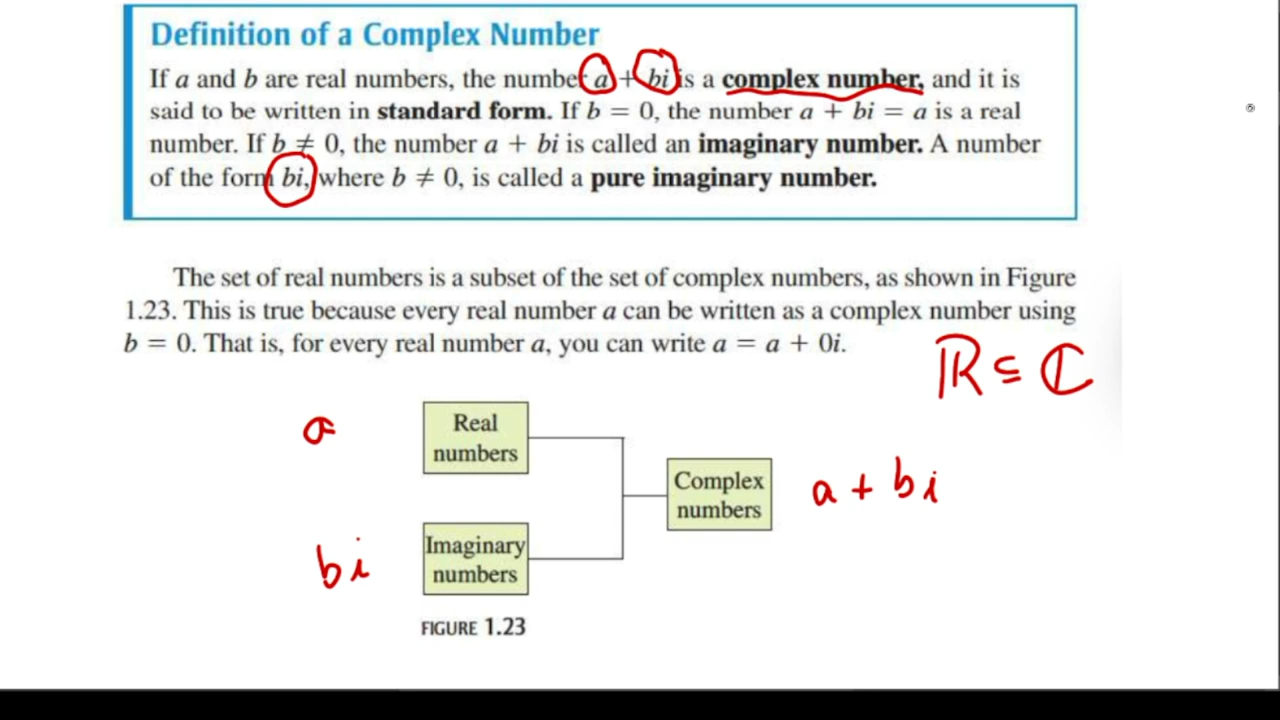 Definition of a Complex Number
If a and b are real numbers, the number a + bi is a complex number, and it is
said to be written in standard form. If b = 0, the number a + bi = a is a real
number. If b ≠ 0, the number a + bi is called an imaginary number. A number
of the form bi, where b ≠ 0, is called a pure imaginary number.
The set of real numbers is a subset of the set of complex numbers, as shown in Figure
1.23. This is true because every real number a can be written as a complex number using
b = 0. That is, for every real number a, you can write a = a + 0i.
ℝ ⊆ ℂ
a
Real
numbers
Complex
numbers
a + bi
bi
Imaginary
numbers
FIGURE 1.23